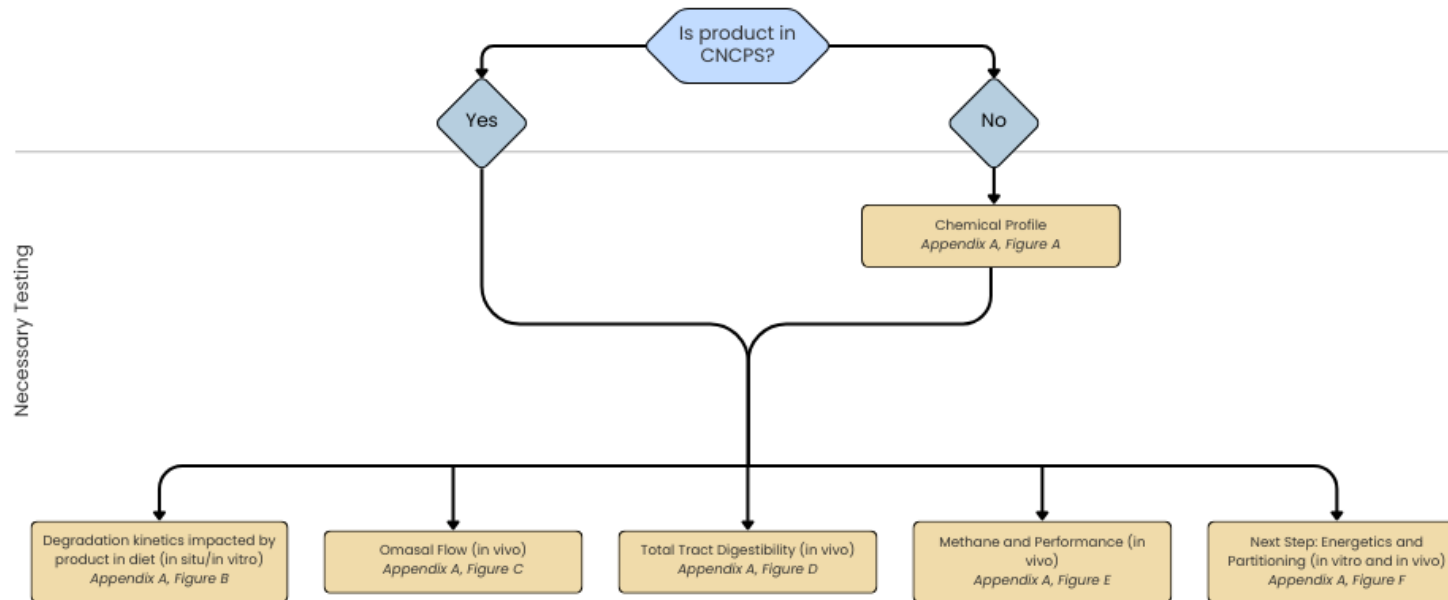 Is product in
CNCPS?
Yes
No
Necessary Testing
Chemical Profile
Appendix A, Figure A
Degradation kinetics impacted by
product in diet (in situ/in vitro)
Appendix A, Figure B
Omasal Flow (in vivo)
Appendix A, Figure C
Total Tract Digestibility (in vivo)
Appendix A, Figure D
Methane and Performance (in
vivo)
Appendix A, Figure E
Next Step: Energetics and
Partitioning (in vitro and in vivo)
Appendix A, Figure F